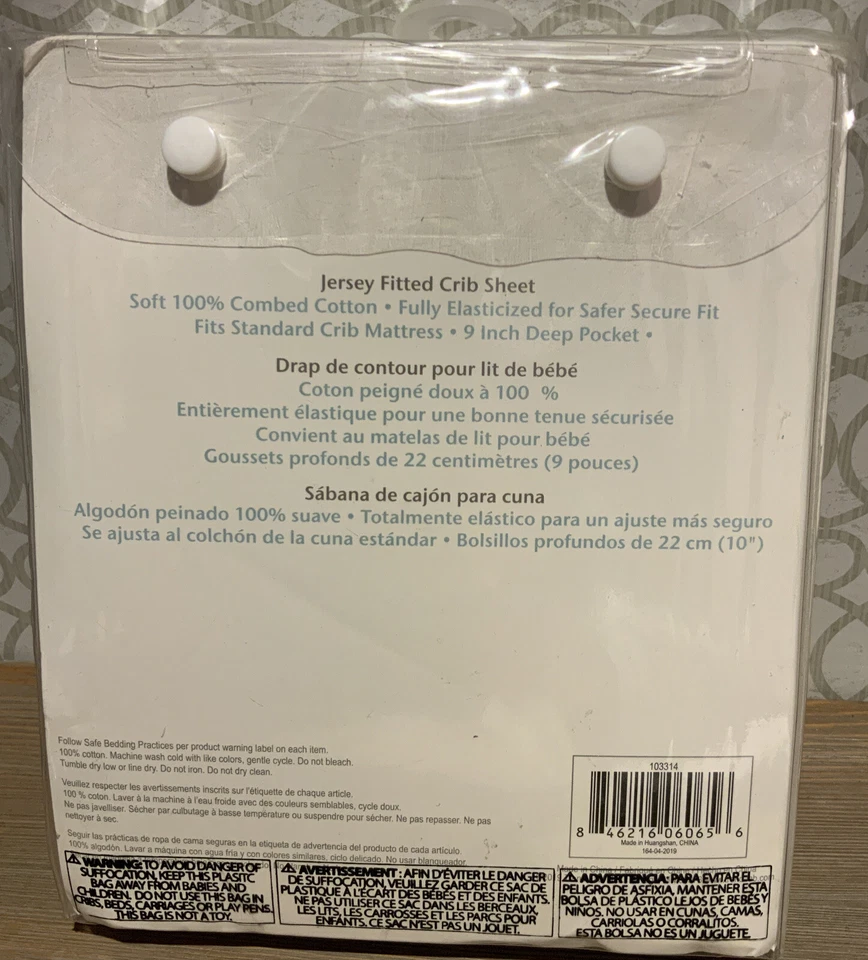 Jersey Fitted Crib Sheet
Soft 100% Combed Cotton • Fully Elasticized for Safer Secure Fit
Fits Standard Crib Mattress • 9 Inch Deep Pocket •
Drap de contour pour lit de bébé
Coton peigné doux à 100 %
Entièrement élastique pour une bonne tenue sécurisée
Convient au matelas de lit pour bébé
Goussets profonds de 22 centimètres (9 pouces)
Sábana de cajón para cuna
Algodón peinado 100% suave • Totalmente elástico para un ajuste más seguro
Se ajusta al colchón de la cuna estándar • Bolsillos profundos de 22 cm (10")
Follow Safe Bedding Practices per product warning label on each item.
100% cotton. Machine wash cold with like colors, gentle cycle. Do not bleach.
Tumble dry low or line dry. Do not iron. Do not dry clean.
Veuillez respecter les avertissements inscrits sur l'étiquette de chaque article.
100 % coton. Laver à la machine à l'eau froide avec des couleurs semblables, cycle doux.
Ne pas javelliser. Sécher par culbutage à basse température ou suspendre pour sécher. Ne pas repasser. Ne pas
nettoyer à sec.
Seguir las prácticas de ropa de cama seguras en la etiqueta de advertencia del producto de cada artículo.
100% algodón. Lavar a máquina con agua fría y con colores similares, ciclo delicado. No usar blanqueador.
103314
8 46216 06065 6
Made in Huangshan, CHINA
164-04-2019
⚠ WARNING: TO AVOID DANGER OF
SUFFOCATION, KEEP THIS PLASITC
BAG AWAY FROM BABIES AND
CHILDREN. DO NOT USE THIS BAG IN
CRIBS, BEDS, CARRIAGES OR PLAY PENS.
THIS BAG IS NOT A TOY.
⚠ AVERTISSEMENT : AFIN D'ÉVITER LE DANGER
DE SUFFOCATION, VEUILLEZ GARDER CE SAC DE
PLASTIQUE À L'ÉCART DES BÉBÉS ET DES ENFANTS.
NE PAS UTILISER CE SAC DANS LES BERCEAUX,
LES LITS, LES CARROSSES ET LES PARCS POUR
ENFANTS. CE SAC N'EST PAS UN JOUET.
⚠ ADVERTENCIA: PARA EVITAR EL
PELIGRO DE ASFIXIA, MANTENER ESTA
BOLSA DE PLÁSTICO LEJOS DE BEBÉS Y
NIÑOS. NO USAR EN CUNAS, CAMAS,
CARRIOLAS O CORRALITOS.
ESTA BOLSA NO ES UN JUGUETE.